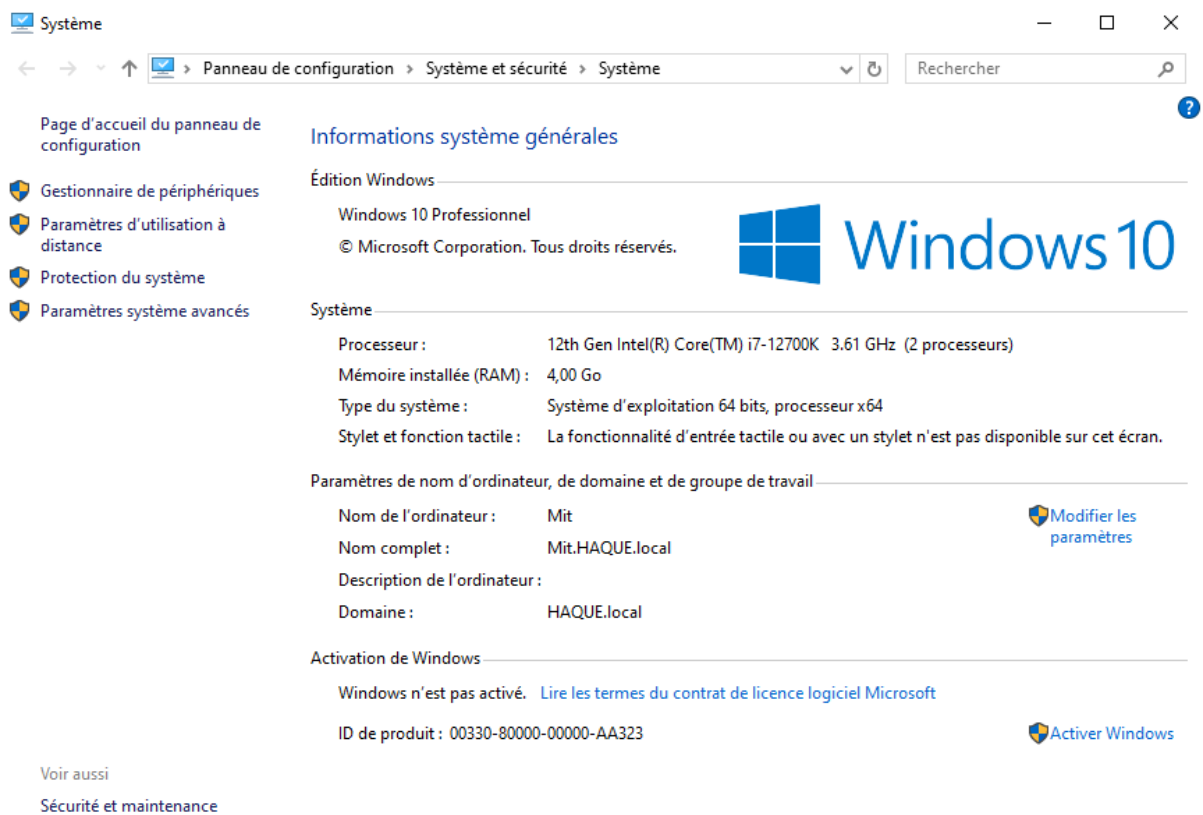 Système
Panneau de configuration › Système et sécurité › Système
Rechercher
?
Page d'accueil du panneau de
configuration
Gestionnaire de périphériques
Paramètres d'utilisation à
distance
Protection du système
Paramètres système avancés
Informations système générales
Édition Windows
Windows 10 Professionnel
© Microsoft Corporation. Tous droits réservés.
Windows 10
Système
Processeur : 12th Gen Intel(R) Core(TM) i7-12700K 3.61 GHz (2 processeurs)
Mémoire installée (RAM) : 4,00 Go
Type du système : Système d'exploitation 64 bits, processeur x64
Stylet et fonction tactile : La fonctionnalité d'entrée tactile ou avec un stylet n'est pas disponible sur cet écran.
Paramètres de nom d'ordinateur, de domaine et de groupe de travail
Nom de l'ordinateur : Mit
Modifier les
paramètres
Nom complet : Mit.HAQUE.local
Description de l'ordinateur :
Domaine : HAQUE.local
Activation de Windows
Windows n'est pas activé. Lire les termes du contrat de licence logiciel Microsoft
ID de produit : 00330-80000-00000-AA323
Activer Windows
Voir aussi
Sécurité et maintenance